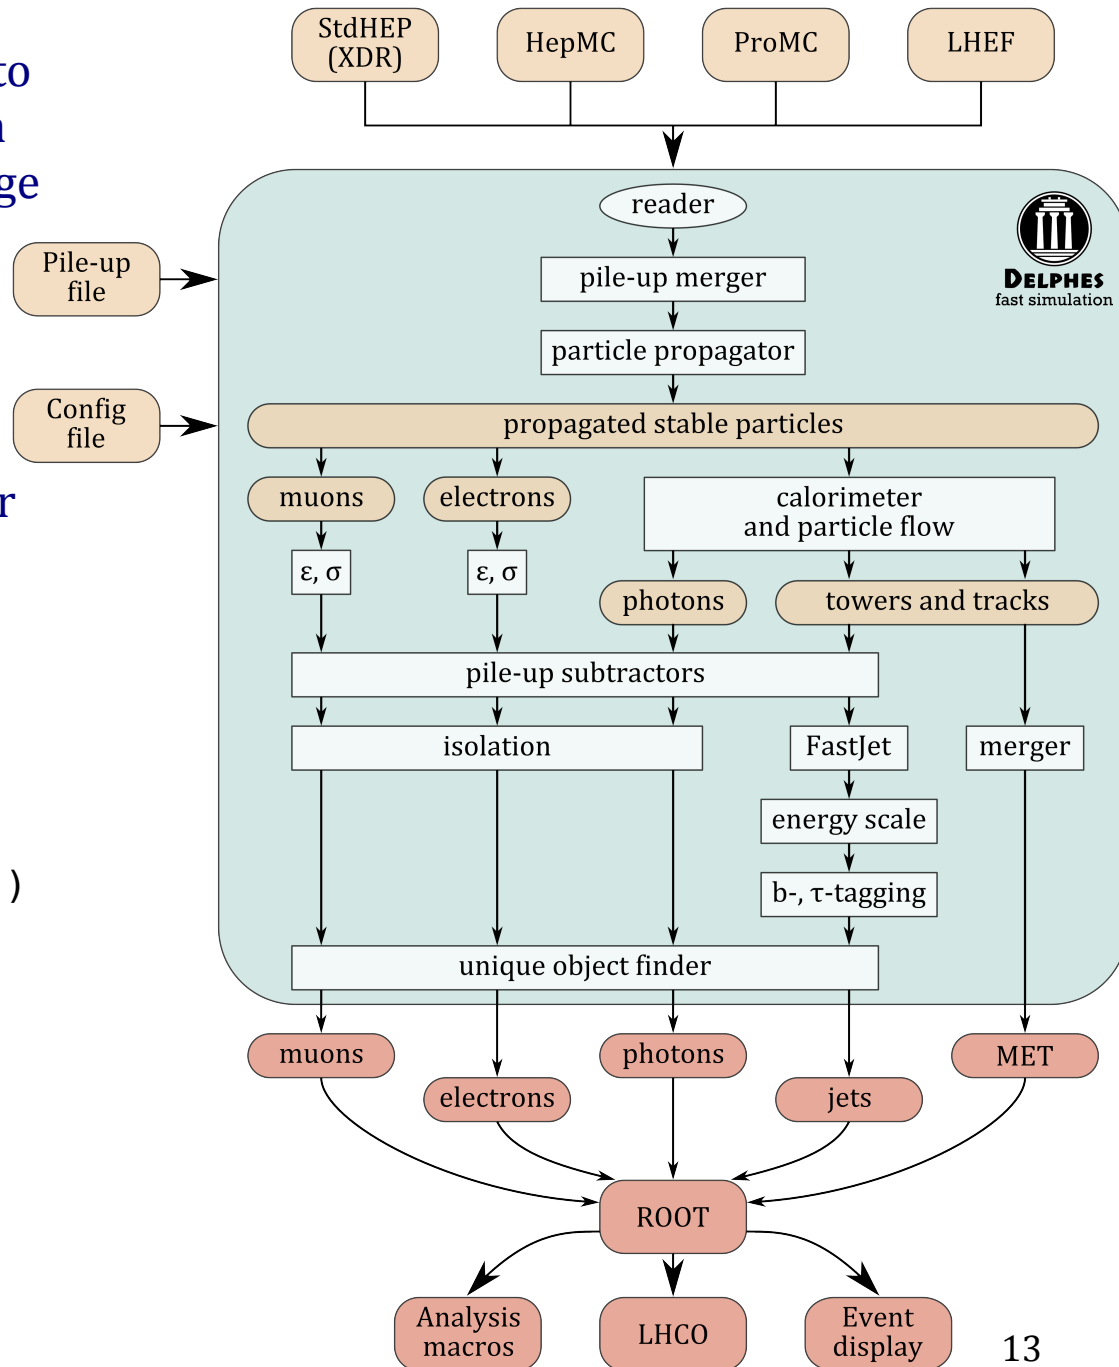 StdHEP
(XDR)
HepMC
ProMC
LHEF
to
ge
reader
Pile-up
file
pile-up merger
DELPHES
fast simulation
particle propagator
Config
file
propagated stable particles
r
muons
electrons
calorimeter
and particle flow
ε, σ
ε, σ
photons
towers and tracks
pile-up subtractors
isolation
FastJet
merger
energy scale
)
b-, τ-tagging
unique object finder
muons
photons
MET
electrons
jets
ROOT
Analysis
macros
LHCO
Event
display
13